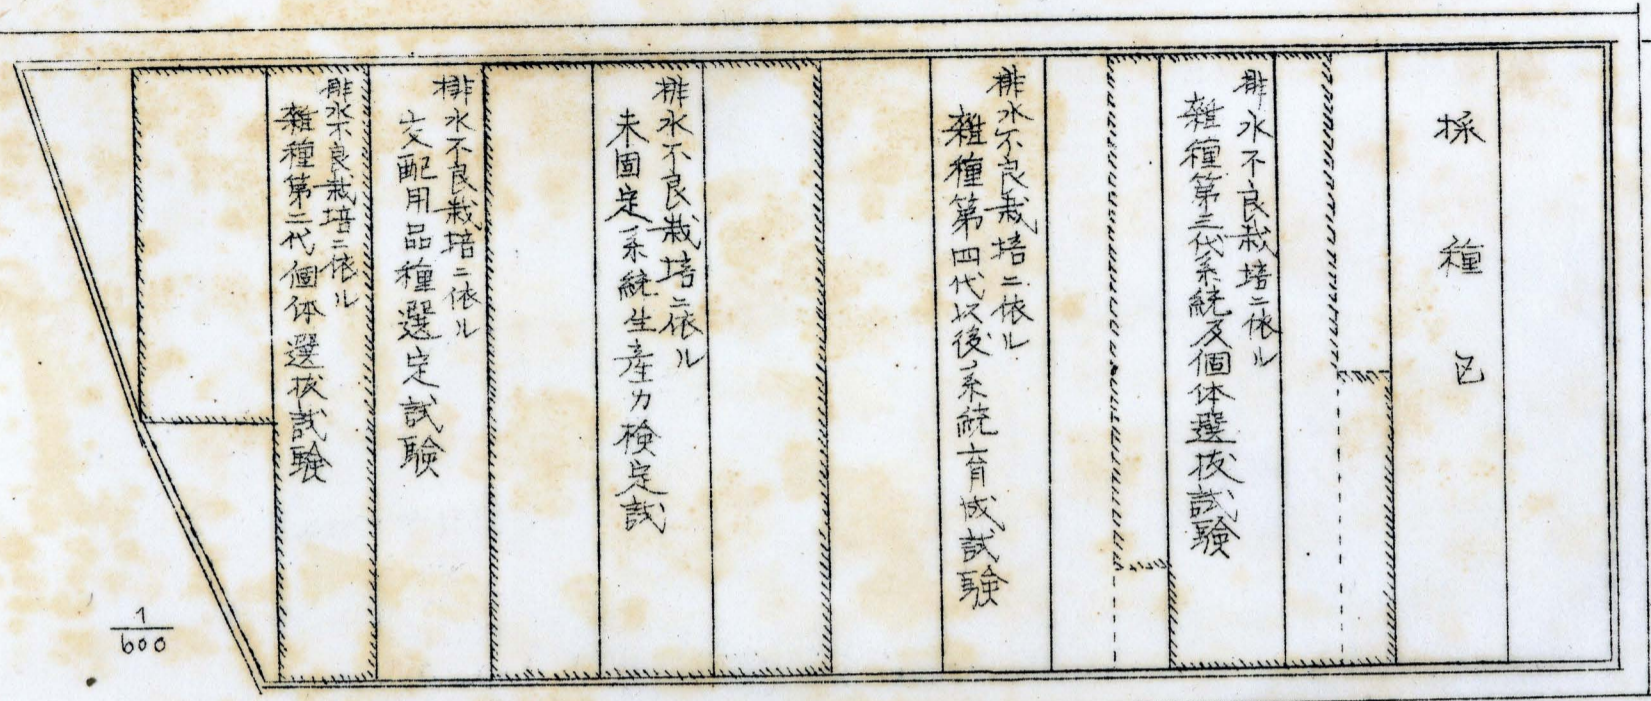 採種区
排水不良栽培ニ依ル
雑種第三代系統及個体選抜試験
排水不良栽培ニ依ル
雑種第四代以後ノ系統育成試験
排水不良栽培ニ依ル
未固定系統生産力検定試
排水不良栽培ニ依ル
交配用品種選定試験
排水不良栽培ニ依ル
雑種第二代個体選抜試験
1/600